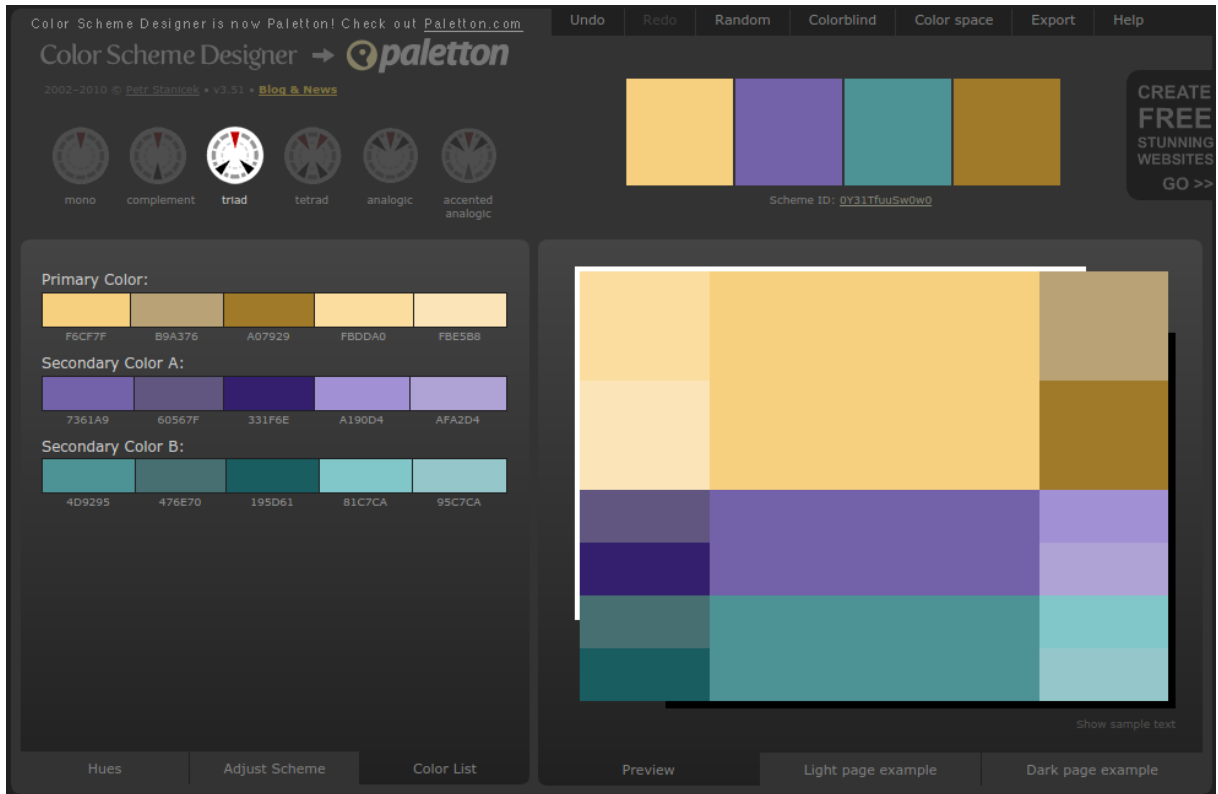 Color Scheme Designer is now Paletton! Check out Paletton.com
Undo Redo Random Colorblind Color space Export Help
Color Scheme Designer → paletton
2002–2010 © Petr Stanicek • v3.51 • Blog & News
CREATE
FREE
STUNNING
WEBSITES
GO >>
mono complement triad tetrad analogic accented
analogic
Scheme ID: 0Y31TfuuSw0w0
Primary Color:
F6CF7F B9A376 A07929 FBDDA0 FBE5B8
Secondary Color A:
7361A9 60567F 331F6E A190D4 AFA2D4
Secondary Color B:
4D9295 476E70 195D61 81C7CA 95C7CA
Show sample text
Hues Adjust Scheme Color List
Preview Light page example Dark page example